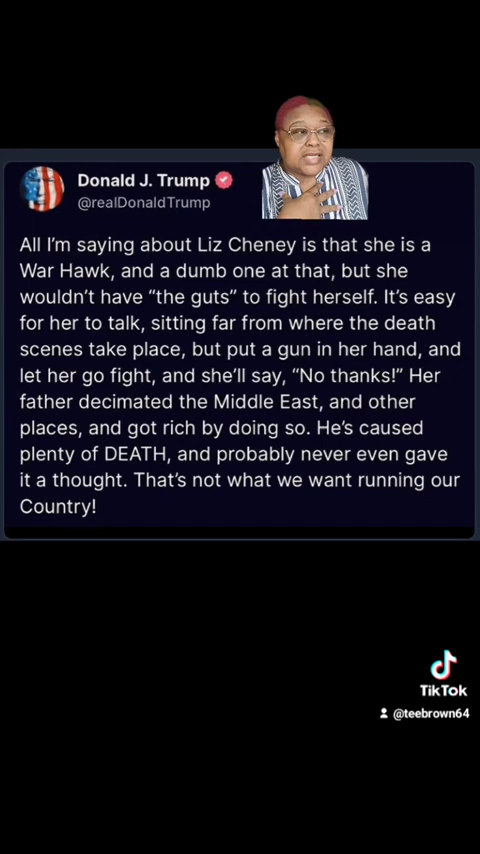 Donald J. Trump
@realDonaldTrump
All I'm saying about Liz Cheney is that she is a
War Hawk, and a dumb one at that, but she
wouldn't have “the guts” to fight herself. It's easy
for her to talk, sitting far from where the death
scenes take place, but put a gun in her hand, and
let her go fight, and she'll say, “No thanks!” Her
father decimated the Middle East, and other
places, and got rich by doing so. He's caused
plenty of DEATH, and probably never even gave
it a thought. That's not what we want running our
Country!
TikTok
@teebrown64